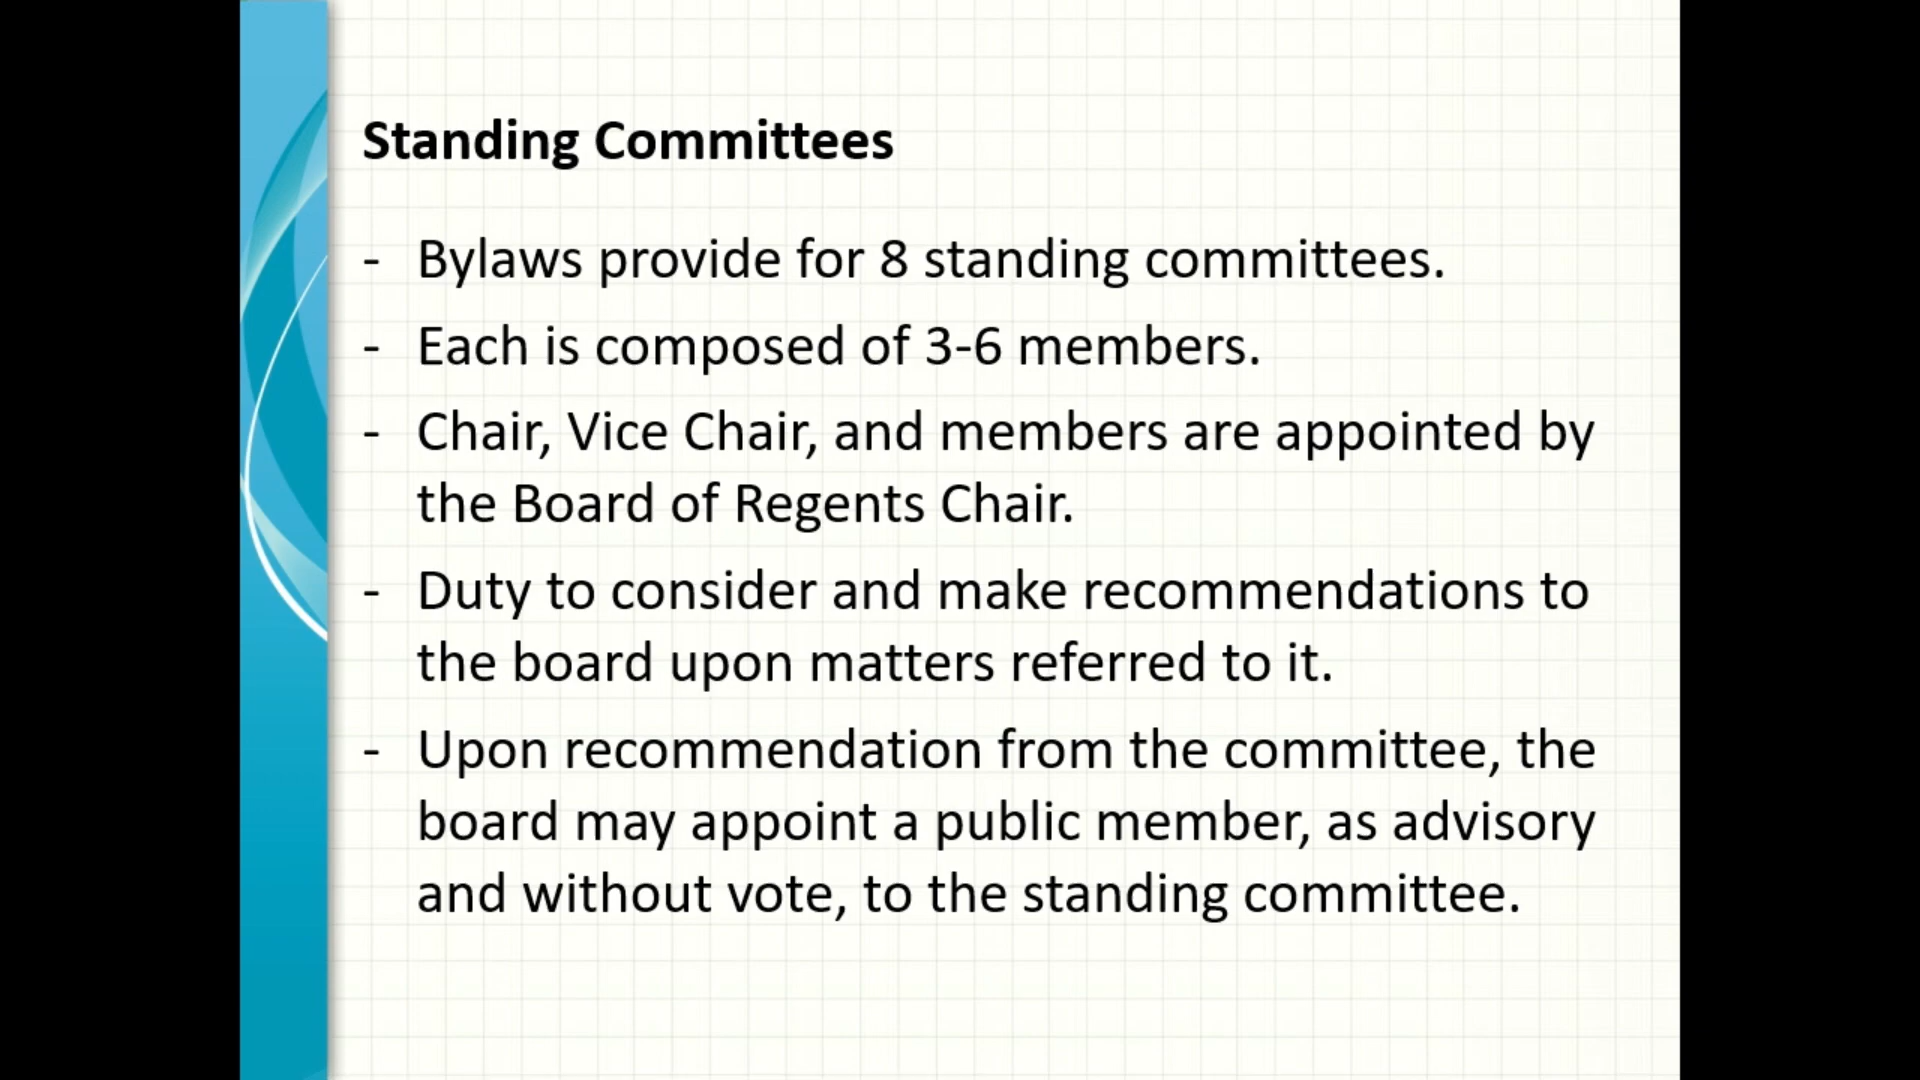 Standing Committees
- Bylaws provide for 8 standing committees.
- Each is composed of 3-6 members.
- Chair, Vice Chair, and members are appointed by
the Board of Regents Chair.
- Duty to consider and make recommendations to
the board upon matters referred to it.
- Upon recommendation from the committee, the
board may appoint a public member, as advisory
and without vote, to the standing committee.